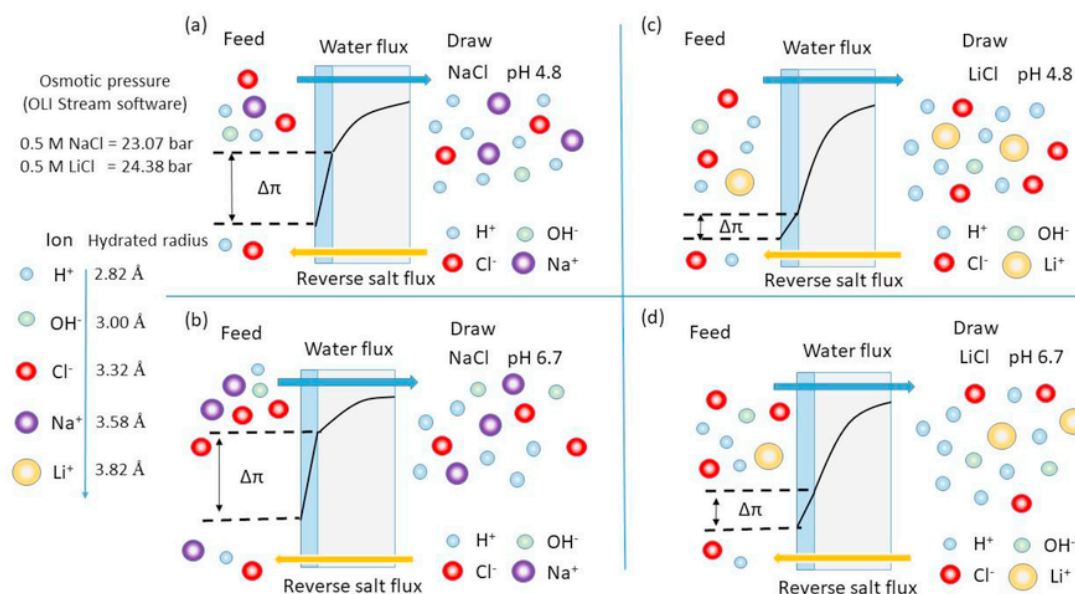 Osmotic pressure
(OLI Stream software)
0.5 M NaCl = 23.07 bar
0.5 M LiCl = 24.38 bar
Ion Hydrated radius
H⁺ 2.82 Å
OH⁻ 3.00 Å
Cl⁻ 3.32 Å
Na⁺ 3.58 Å
Li⁺ 3.82 Å
(a)
Feed
Water flux
Draw
NaCl pH 4.8
Δπ
H⁺ OH⁻
Cl⁻ Na⁺
Reverse salt flux
(b)
Feed
Water flux
Draw
NaCl pH 6.7
Δπ
H⁺ OH⁻
Cl⁻ Na⁺
Reverse salt flux
(c)
Feed
Water flux
Draw
LiCl pH 4.8
Δπ
H⁺ OH⁻
Cl⁻ Li⁺
Reverse salt flux
(d)
Feed
Water flux
Draw
LiCl pH 6.7
Δπ
H⁺ OH⁻
Cl⁻ Li⁺
Reverse salt flux